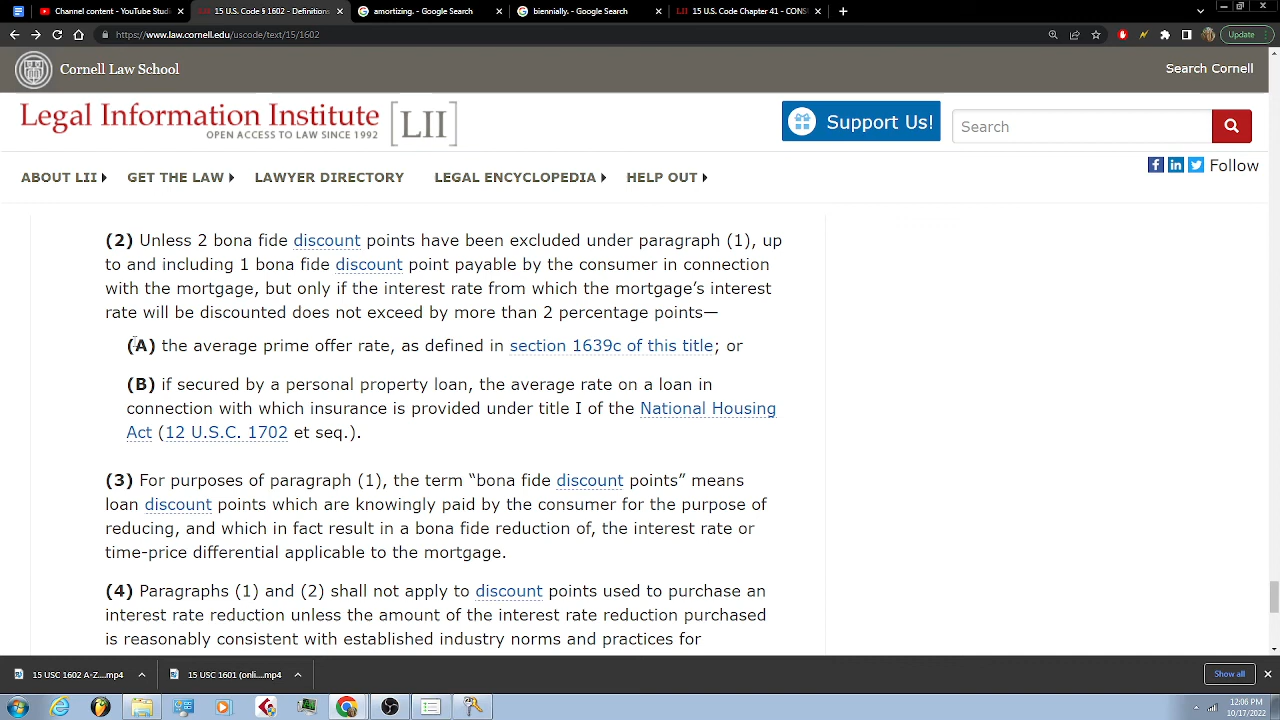 Channel content - YouTube Studi
15 U.S. Code § 1602 - Definitions
amortizing. - Google Search
biennially. - Google Search
LII
15 U.S. Code Chapter 41 - CONS
https://www.law.cornell.edu/uscode/text/15/1602
Update
Cornell Law School
Search Cornell
Legal Information Institute [LII]
OPEN ACCESS TO LAW SINCE 1992
Support Us!
Search
ABOUT LII
GET THE LAW
LAWYER DIRECTORY
LEGAL ENCYCLOPEDIA
HELP OUT
Follow
(2) Unless 2 bona fide discount points have been excluded under paragraph (1), up
to and including 1 bona fide discount point payable by the consumer in connection
with the mortgage, but only if the interest rate from which the mortgage’s interest
rate will be discounted does not exceed by more than 2 percentage points—
(A) the average prime offer rate, as defined in section 1639c of this title; or
(B) if secured by a personal property loan, the average rate on a loan in
connection with which insurance is provided under title I of the National Housing
Act (12 U.S.C. 1702 et seq.).
(3) For purposes of paragraph (1), the term “bona fide discount points” means
loan discount points which are knowingly paid by the consumer for the purpose of
reducing, and which in fact result in a bona fide reduction of, the interest rate or
time-price differential applicable to the mortgage.
(4) Paragraphs (1) and (2) shall not apply to discount points used to purchase an
interest rate reduction unless the amount of the interest rate reduction purchased
is reasonably consistent with established industry norms and practices for
15 USC 1602 A-Z....mp4
15 USC 1601 (onli....mp4
Show all
12:06 PM
10/17/2022